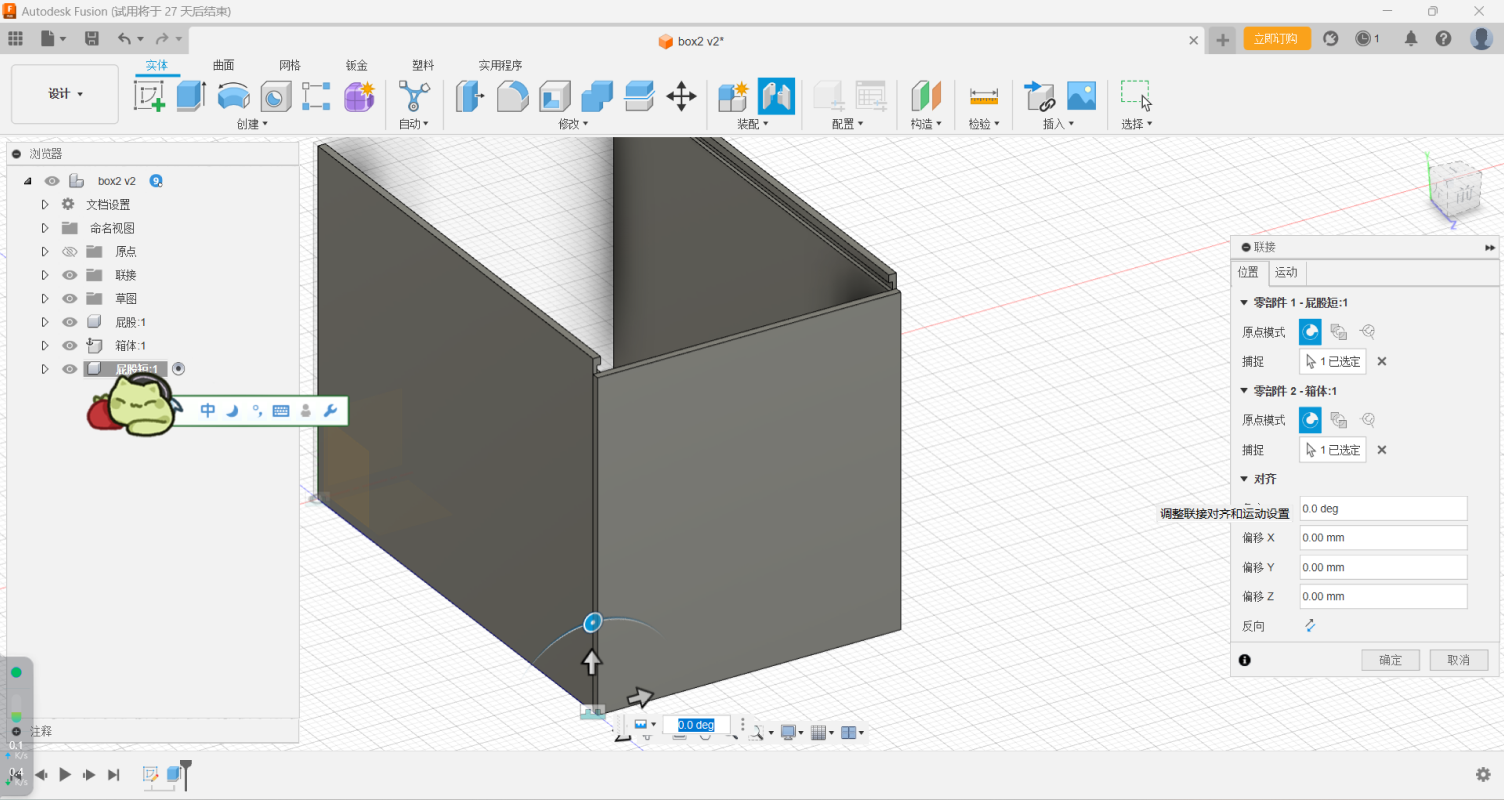 Autodesk Fusion (试用将于 27 天后结束)
box2 v2*
立即订购
1
实体
曲面
网格
钣金
塑料
实用程序
设计
创建
自动
修改
装配
配置
构造
检验
插入
选择
浏览器
box2 v2
文档设置
命名视图
原点
联接
草图
屁股:1
箱体:1
屁股短:1
中
前
联接
位置
运动
零部件 1 - 屁股短:1
原点模式
捕捉
1 已选定
零部件 2 - 箱体:1
原点模式
捕捉
1 已选定
对齐
调整联接对齐和运动设置
0.0 deg
偏移 X
0.00 mm
偏移 Y
0.00 mm
偏移 Z
0.00 mm
反向
确定
取消
0.0 deg
注释
0.1
K/s
0.4
K/s